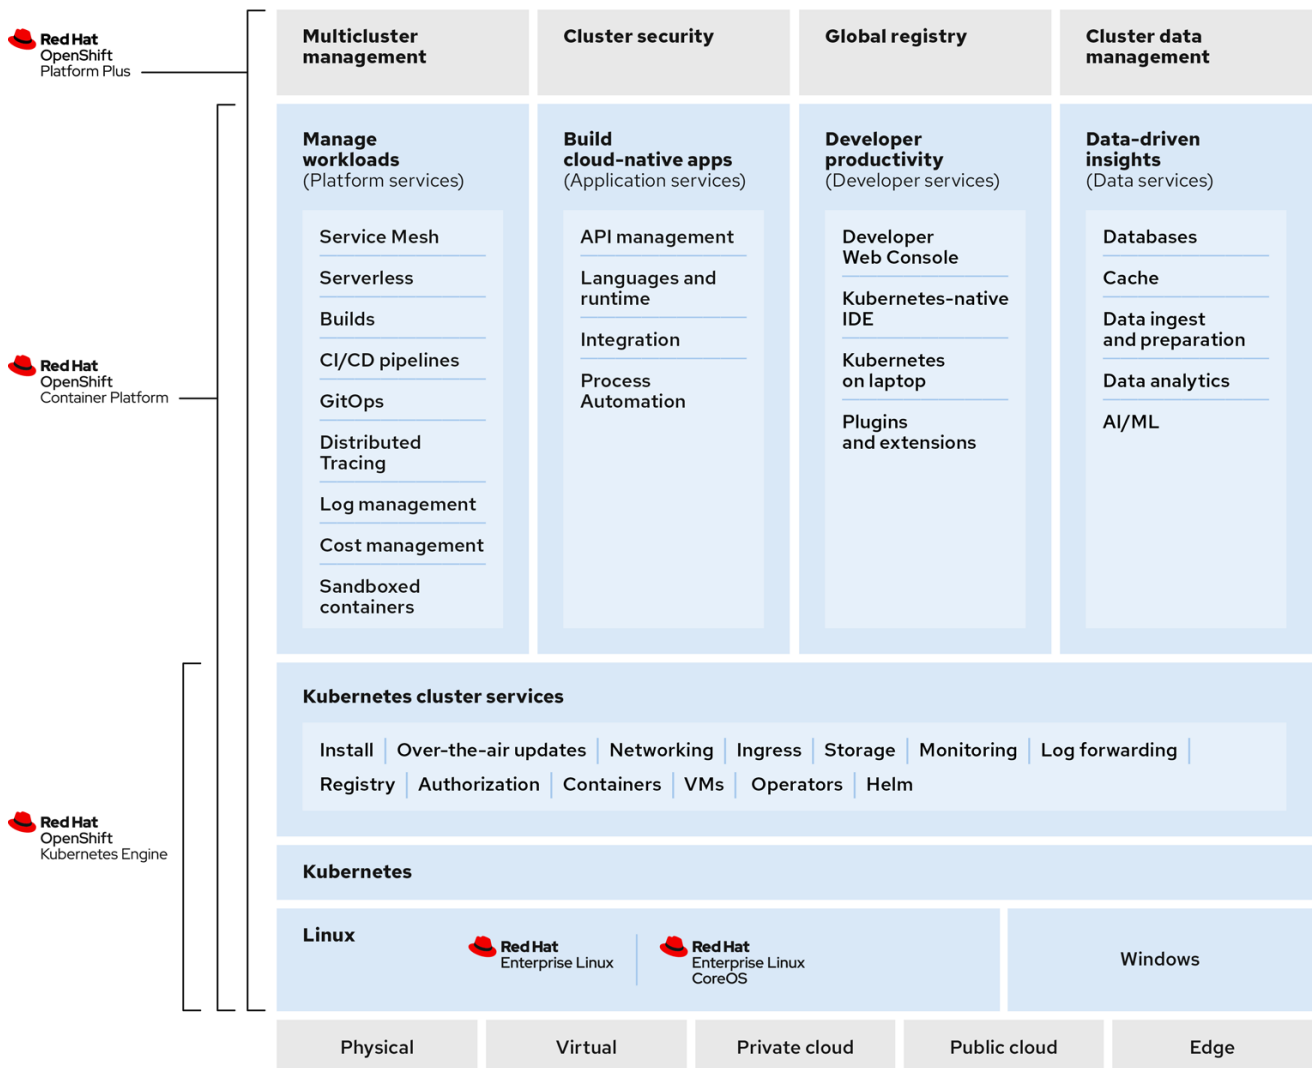 Red Hat
OpenShift
Platform Plus
Multicluster
management
Cluster security
Global registry
Cluster data
management
Red Hat
OpenShift
Container Platform
Manage
workloads
(Platform services)
Service Mesh
Serverless
Builds
CI/CD pipelines
GitOps
Distributed
Tracing
Log management
Cost management
Sandboxed
containers
Build
cloud-native apps
(Application services)
API management
Languages and
runtime
Integration
Process
Automation
Developer
productivity
(Developer services)
Developer
Web Console
Kubernetes-native
IDE
Kubernetes
on laptop
Plugins
and extensions
Data-driven
insights
(Data services)
Databases
Cache
Data ingest
and preparation
Data analytics
AI/ML
Red Hat
OpenShift
Kubernetes Engine
Kubernetes cluster services
Install | Over-the-air updates | Networking | Ingress | Storage | Monitoring | Log forwarding |
Registry | Authorization | Containers | VMs | Operators | Helm
Kubernetes
Linux
Red Hat
Enterprise Linux
Red Hat
Enterprise Linux
CoreOS
Windows
Physical
Virtual
Private cloud
Public cloud
Edge